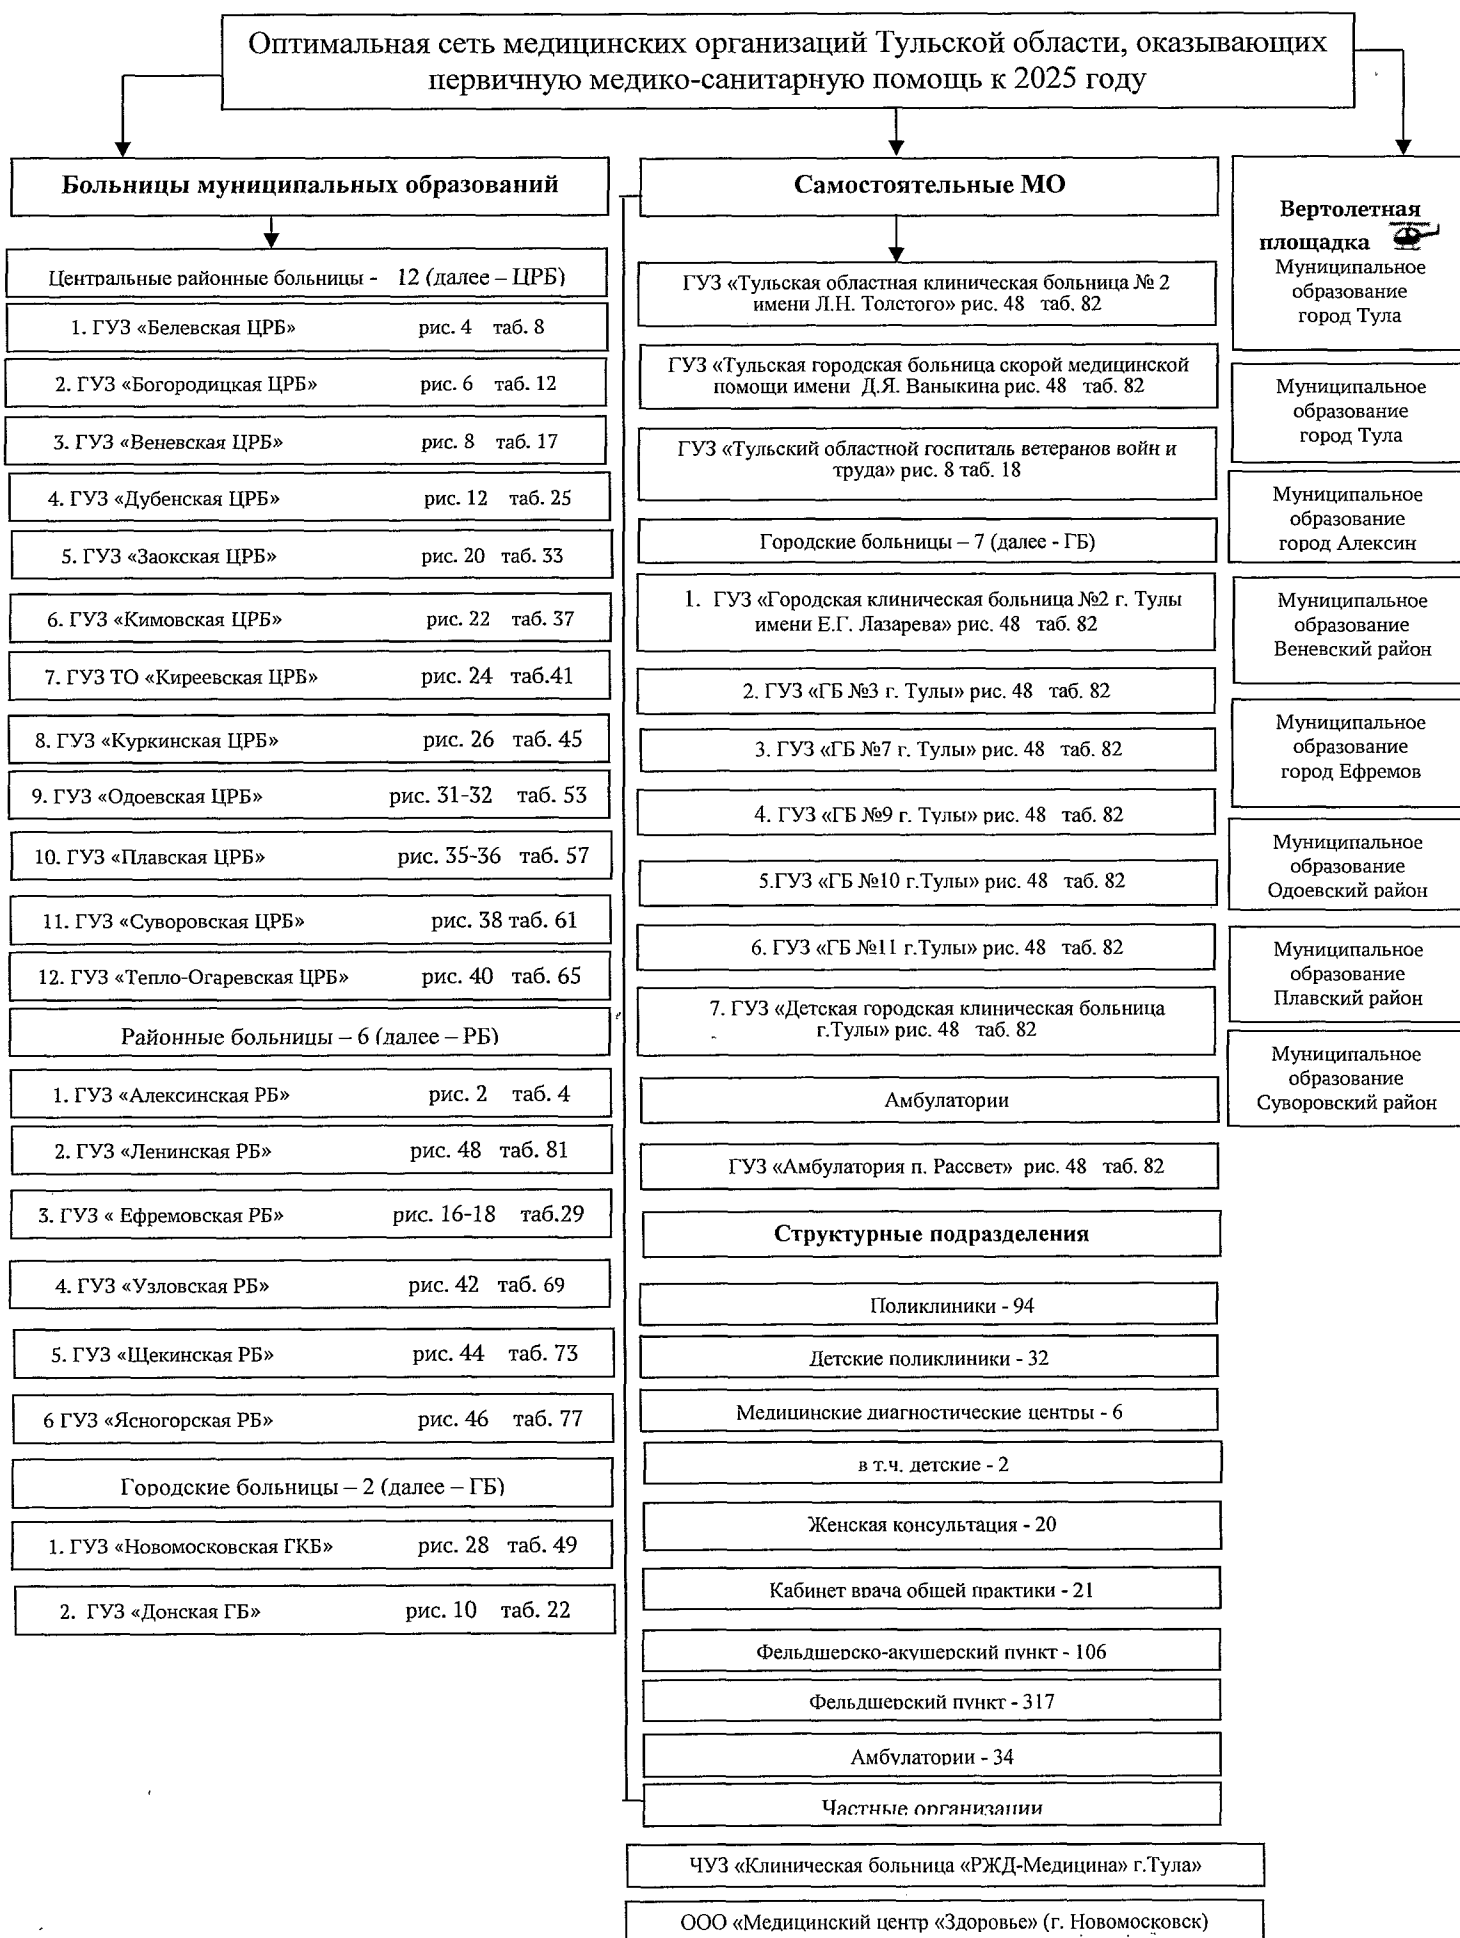 Оптимальная сеть медицинских организаций Тульской области, оказывающих
первичную медико-санитарную помощь к 2025 году
Больницы муниципальных образований
Центральные районные больницы - 12 (далее – ЦРБ)
1. ГУЗ «Белевская ЦРБ» рис. 4 таб. 8
2. ГУЗ «Богородицкая ЦРБ» рис. 6 таб. 12
3. ГУЗ «Веневская ЦРБ» рис. 8 таб. 17
4. ГУЗ «Дубенская ЦРБ» рис. 12 таб. 25
5. ГУЗ «Заокская ЦРБ» рис. 20 таб. 33
6. ГУЗ «Кимовская ЦРБ» рис. 22 таб. 37
7. ГУЗ ТО «Киреевская ЦРБ» рис. 24 таб.41
8. ГУЗ «Куркинская ЦРБ» рис. 26 таб. 45
9. ГУЗ «Одоевская ЦРБ» рис. 31-32 таб. 53
10. ГУЗ «Плавская ЦРБ» рис. 35-36 таб. 57
11. ГУЗ «Суворовская ЦРБ» рис. 38 таб. 61
12. ГУЗ «Тепло-Огаревская ЦРБ» рис. 40 таб. 65
Районные больницы – 6 (далее – РБ)
1. ГУЗ «Алексинская РБ» рис. 2 таб. 4
2. ГУЗ «Ленинская РБ» рис. 48 таб. 81
3. ГУЗ « Ефремовская РБ» рис. 16-18 таб.29
4. ГУЗ «Узловская РБ» рис. 42 таб. 69
5. ГУЗ «Щекинская РБ» рис. 44 таб. 73
6 ГУЗ «Ясногорская РБ» рис. 46 таб. 77
Городские больницы – 2 (далее – ГБ)
1. ГУЗ «Новомосковская ГКБ» рис. 28 таб. 49
2. ГУЗ «Донская ГБ» рис. 10 таб. 22
Самостоятельные МО
ГУЗ «Тульская областная клиническая больница № 2
имени Л.Н. Толстого» рис. 48 таб. 82
ГУЗ «Тульская городская больница скорой медицинской
помощи имени Д.Я. Ваныкина рис. 48 таб. 82
ГУЗ «Тульский областной госпиталь ветеранов войн и
труда» рис. 8 таб. 18
Городские больницы – 7 (далее - ГБ)
1. ГУЗ «Городская клиническая больница №2 г. Тулы
имени Е.Г. Лазарева» рис. 48 таб. 82
2. ГУЗ «ГБ №3 г. Тулы» рис. 48 таб. 82
3. ГУЗ «ГБ №7 г. Тулы» рис. 48 таб. 82
4. ГУЗ «ГБ №9 г. Тулы» рис. 48 таб. 82
5.ГУЗ «ГБ №10 г.Тулы» рис. 48 таб. 82
6. ГУЗ «ГБ №11 г.Тулы» рис. 48 таб. 82
7. ГУЗ «Детская городская клиническая больница
г.Тулы» рис. 48 таб. 82
Амбулатории
ГУЗ «Амбулатория п. Рассвет» рис. 48 таб. 82
Структурные подразделения
Поликлиники - 94
Детские поликлиники - 32
Медицинские диагностические центры - 6
в т.ч. детские - 2
Женская консультация - 20
Кабинет врача общей практики - 21
Фельдшерско-акушерский пункт - 106
Фельдшерский пункт - 317
Амбулатории - 34
Частные организации
ЧУЗ «Клиническая больница «РЖД-Медицина» г.Тула»
ООО «Медицинский центр «Здоровье» (г. Новомосковск)
Вертолетная
площадка
Муниципальное
образование
город Тула
Муниципальное
образование
город Тула
Муниципальное
образование
город Алексин
Муниципальное
образование
Веневский район
Муниципальное
образование
город Ефремов
Муниципальное
образование
Одоевский район
Муниципальное
образование
Плавский район
Муниципальное
образование
Суворовский район